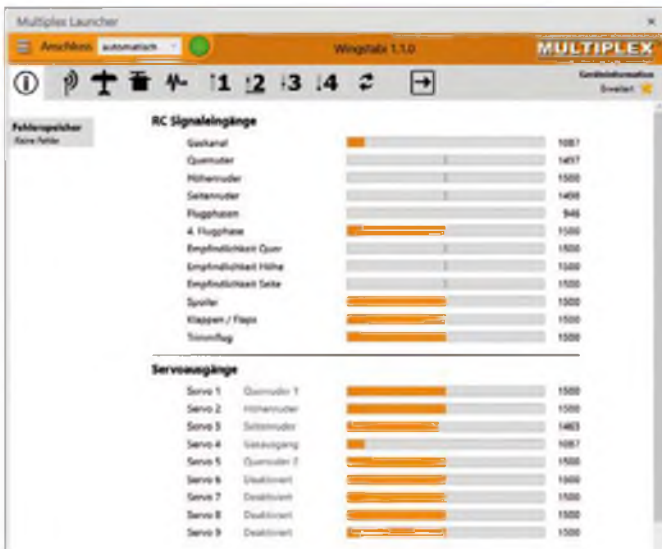 Multiplex Launcher
Anschluss automatisch Wingstabi 1.1.0 MULTIPLEX
1 2 3 4 Geräteinformation
Erweitert
Fehlerspeicher
Keine Fehler
RC Signaleingänge
Gaskanal 1087
Querruder 1497
Höhenruder 1500
Seitenruder 1498
Flugphasen 946
4. Flugphase 1500
Empfindlichkeit Quer 1500
Empfindlichkeit Höhe 1500
Empfindlichkeit Seite 1500
Spoiler 1500
Klappen / Flaps 1500
Trimmflug 1500
Servoausgänge
Servo 1 Querruder 1 1500
Servo 2 Höhenruder 1500
Servo 3 Seitenruder 1463
Servo 4 Gasausgang 1087
Servo 5 Querruder 2 1500
Servo 6 Deaktiviert 1500
Servo 7 Deaktiviert 1500
Servo 8 Deaktiviert 1500
Servo 9 Deaktiviert 1500